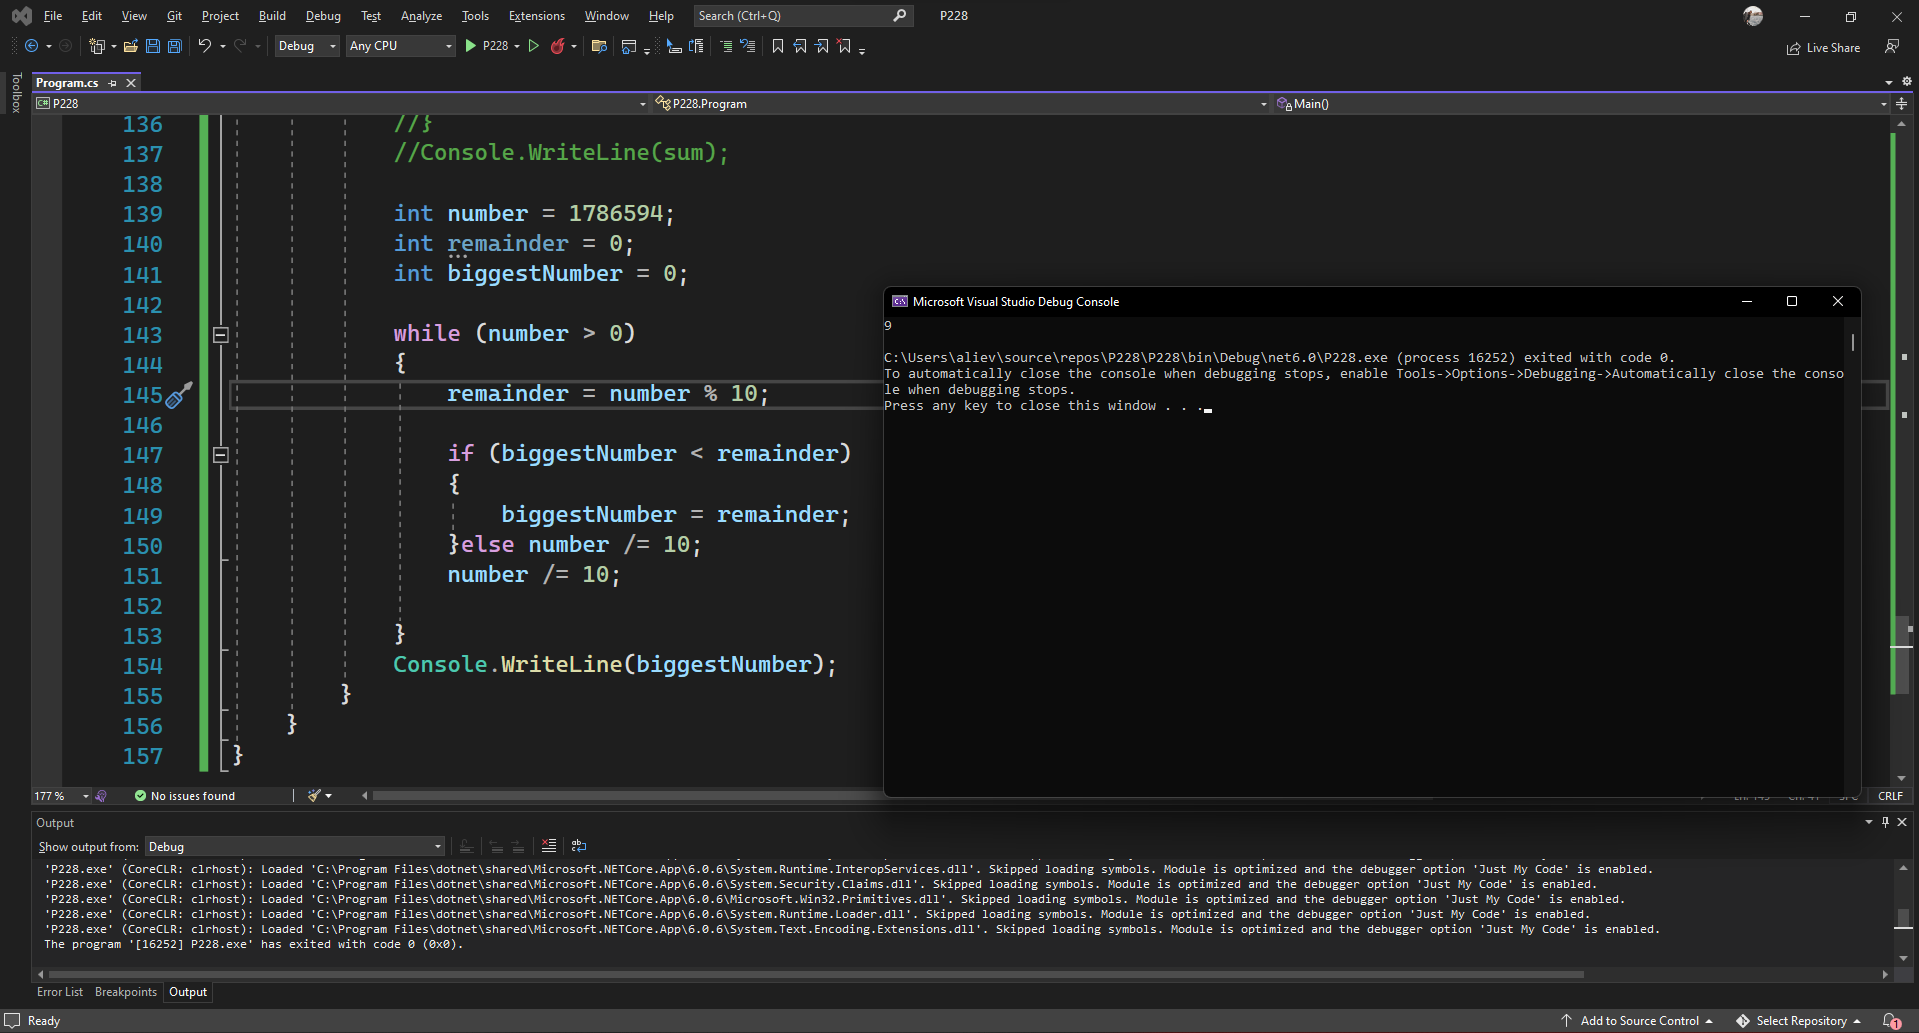 File Edit View Git Project Build Debug Test Analyze Tools Extensions Window Help Search (Ctrl+Q) P228
Debug Any CPU P228 Live Share
Toolbox
Program.cs
C# P228 P228.Program Main()
136 //}
137 //Console.WriteLine(sum);
138
139 int number = 1786594;
140 int remainder = 0;
141 int biggestNumber = 0;
142
143 while (number > 0)
144 {
145 remainder = number % 10;
146
147 if (biggestNumber < remainder)
148 {
149 biggestNumber = remainder;
150 }else number /= 10;
151 number /= 10;
152
153 }
154 Console.WriteLine(biggestNumber);
155 }
156 }
157 }
Microsoft Visual Studio Debug Console
9
C:\Users\aliev\source\repos\P228\P228\bin\Debug\net6.0\P228.exe (process 16252) exited with code 0.
To automatically close the console when debugging stops, enable Tools->Options->Debugging->Automatically close the conso
le when debugging stops.
Press any key to close this window . . .
177 % No issues found CRLF
Output
Show output from: Debug
'P228.exe' (CoreCLR: clrhost): Loaded 'C:\Program Files\dotnet\shared\Microsoft.NETCore.App\6.0.6\System.Runtime.InteropServices.dll'. Skipped loading symbols. Module is optimized and the debugger option 'Just My Code' is enabled.
'P228.exe' (CoreCLR: clrhost): Loaded 'C:\Program Files\dotnet\shared\Microsoft.NETCore.App\6.0.6\System.Security.Claims.dll'. Skipped loading symbols. Module is optimized and the debugger option 'Just My Code' is enabled.
'P228.exe' (CoreCLR: clrhost): Loaded 'C:\Program Files\dotnet\shared\Microsoft.NETCore.App\6.0.6\Microsoft.Win32.Primitives.dll'. Skipped loading symbols. Module is optimized and the debugger option 'Just My Code' is enabled.
'P228.exe' (CoreCLR: clrhost): Loaded 'C:\Program Files\dotnet\shared\Microsoft.NETCore.App\6.0.6\System.Runtime.Loader.dll'. Skipped loading symbols. Module is optimized and the debugger option 'Just My Code' is enabled.
'P228.exe' (CoreCLR: clrhost): Loaded 'C:\Program Files\dotnet\shared\Microsoft.NETCore.App\6.0.6\System.Text.Encoding.Extensions.dll'. Skipped loading symbols. Module is optimized and the debugger option 'Just My Code' is enabled.
The program '[16252] P228.exe' has exited with code 0 (0x0).
Error List Breakpoints Output
Ready Add to Source Control Select Repository 1